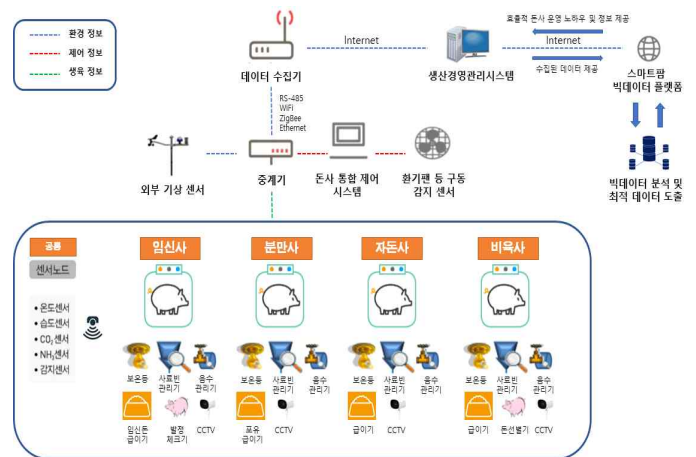 환경 정보
제어 정보
생육 정보
데이터 수집기
Internet
생산경영관리시스템
효율적 돈사 운영 노하우 및 정보 제공
Internet
수집된 데이터 제공
스마트팜
빅데이터 플랫폼
RS-485
WiFi
ZigBee
Ethernet
외부 기상 센서
중계기
돈사 통합 제어
시스템
환기팬 등 구동
감지 센서
빅데이터 분석 및
최적 데이터 도출
공통
센서노드
• 온도센서
• 습도센서
• CO₂센서
• NH₃센서
• 감지센서
임신사
보온등
사료빈
관리기
음수
관리기
임신돈
급이기
발정
체크기
CCTV
분만사
보온등
사료빈
관리기
음수
관리기
포유
급이기
CCTV
자돈사
보온등
사료빈
관리기
음수
관리기
급이기
CCTV
비육사
보온등
사료빈
관리기
음수
관리기
급이기
돈선별기
CCTV